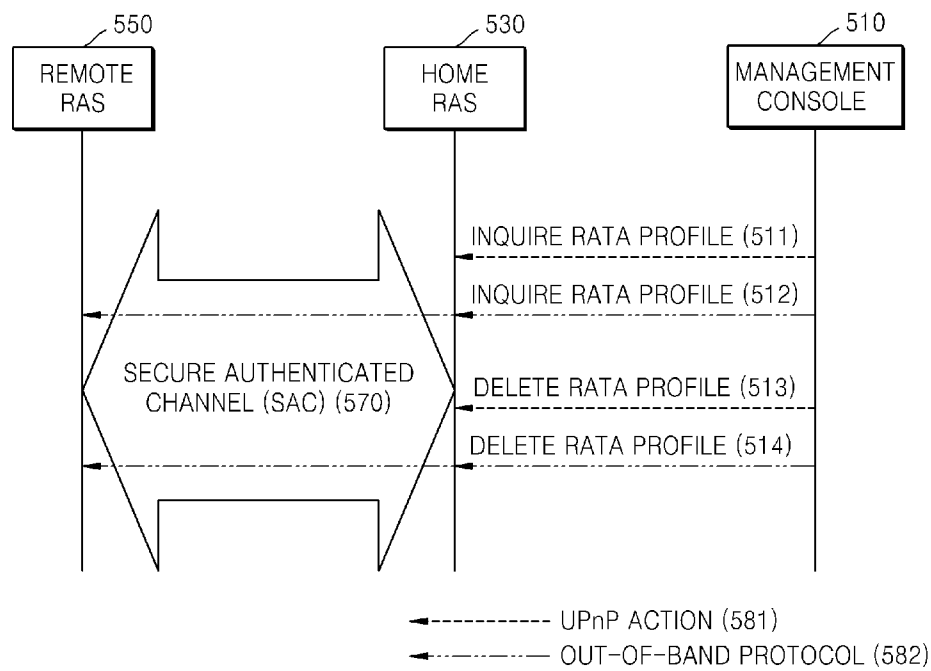 550
530
510
REMOTE
RAS
HOME
RAS
MANAGEMENT
CONSOLE
INQUIRE RATA PROFILE (511)
INQUIRE RATA PROFILE (512)
SECURE AUTHENTICATED
CHANNEL (SAC) (570)
DELETE RATA PROFILE (513)
DELETE RATA PROFILE (514)
UPnP ACTION (581)
OUT-OF-BAND PROTOCOL (582)